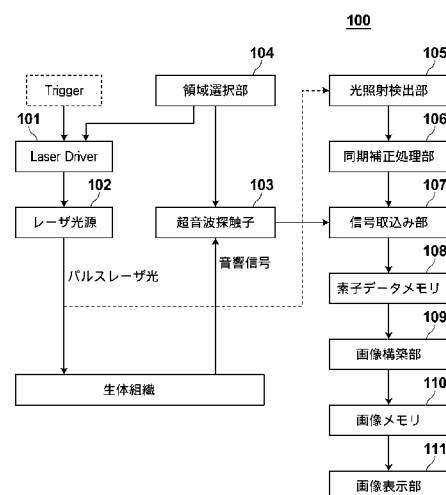 100
104
105
Trigger
領域選択部
光照射検出部
101
106
Laser Driver
同期補正処理部
102
103
107
レーザ光源
超音波探触子
信号取込み部
108
パルスレーザ光
音響信号
素子データメモリ
109
画像構築部
生体組織
110
画像メモリ
111
画像表示部